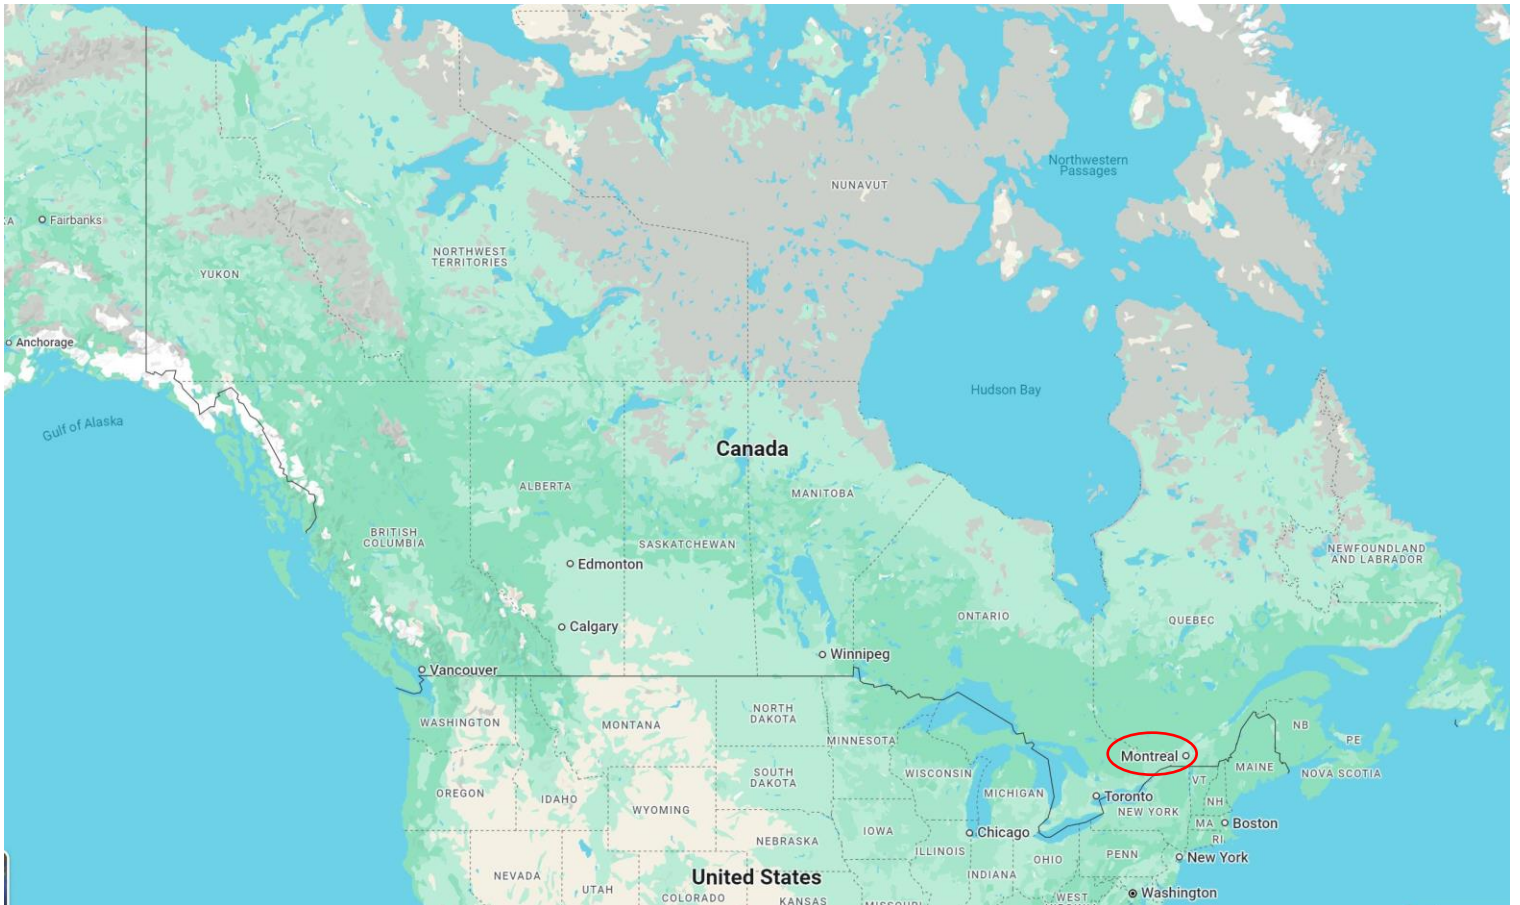 Northwestern
Passages
NUNAVUT
Fairbanks
NORTHWEST
TERRITORIES
YUKON
Anchorage
Hudson Bay
Gulf of Alaska
Canada
ALBERTA
MANITOBA
BRITISH
COLUMBIA
SASKATCHEWAN
NEWFOUNDLAND
AND LABRADOR
Edmonton
ONTARIO
QUEBEC
Calgary
Winnipeg
Vancouver
NORTH
DAKOTA
WASHINGTON
MONTANA
NB
MINNESOTA
PE
Montreal
MAINE
NOVA SCOTIA
SOUTH
DAKOTA
WISCONSIN
VT
OREGON
IDAHO
MICHIGAN
Toronto
NH
WYOMING
NEW YORK
MA
Boston
IOWA
Chicago
RI
NEBRASKA
ILLINOIS
OHIO
PENN
New York
NEVADA
United States
INDIANA
UTAH
COLORADO
KANSAS
WEST
Washington